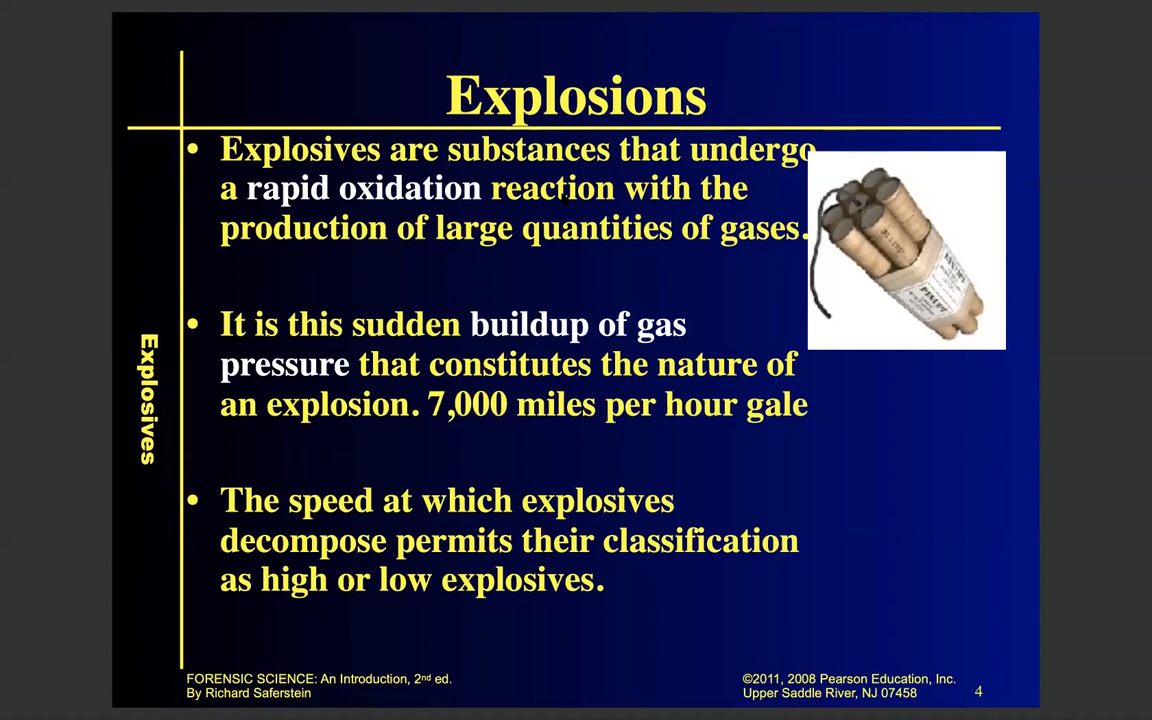 Explosions
• Explosives are substances that undergo
a rapid oxidation reaction with the
production of large quantities of gases.
• It is this sudden buildup of gas
pressure that constitutes the nature of
an explosion. 7,000 miles per hour gale
• The speed at which explosives
decompose permits their classification
as high or low explosives.
Explosives
FORENSIC SCIENCE: An Introduction, 2nd ed.
By Richard Saferstein
©2011, 2008 Pearson Education, Inc.
Upper Saddle River, NJ 07458
4